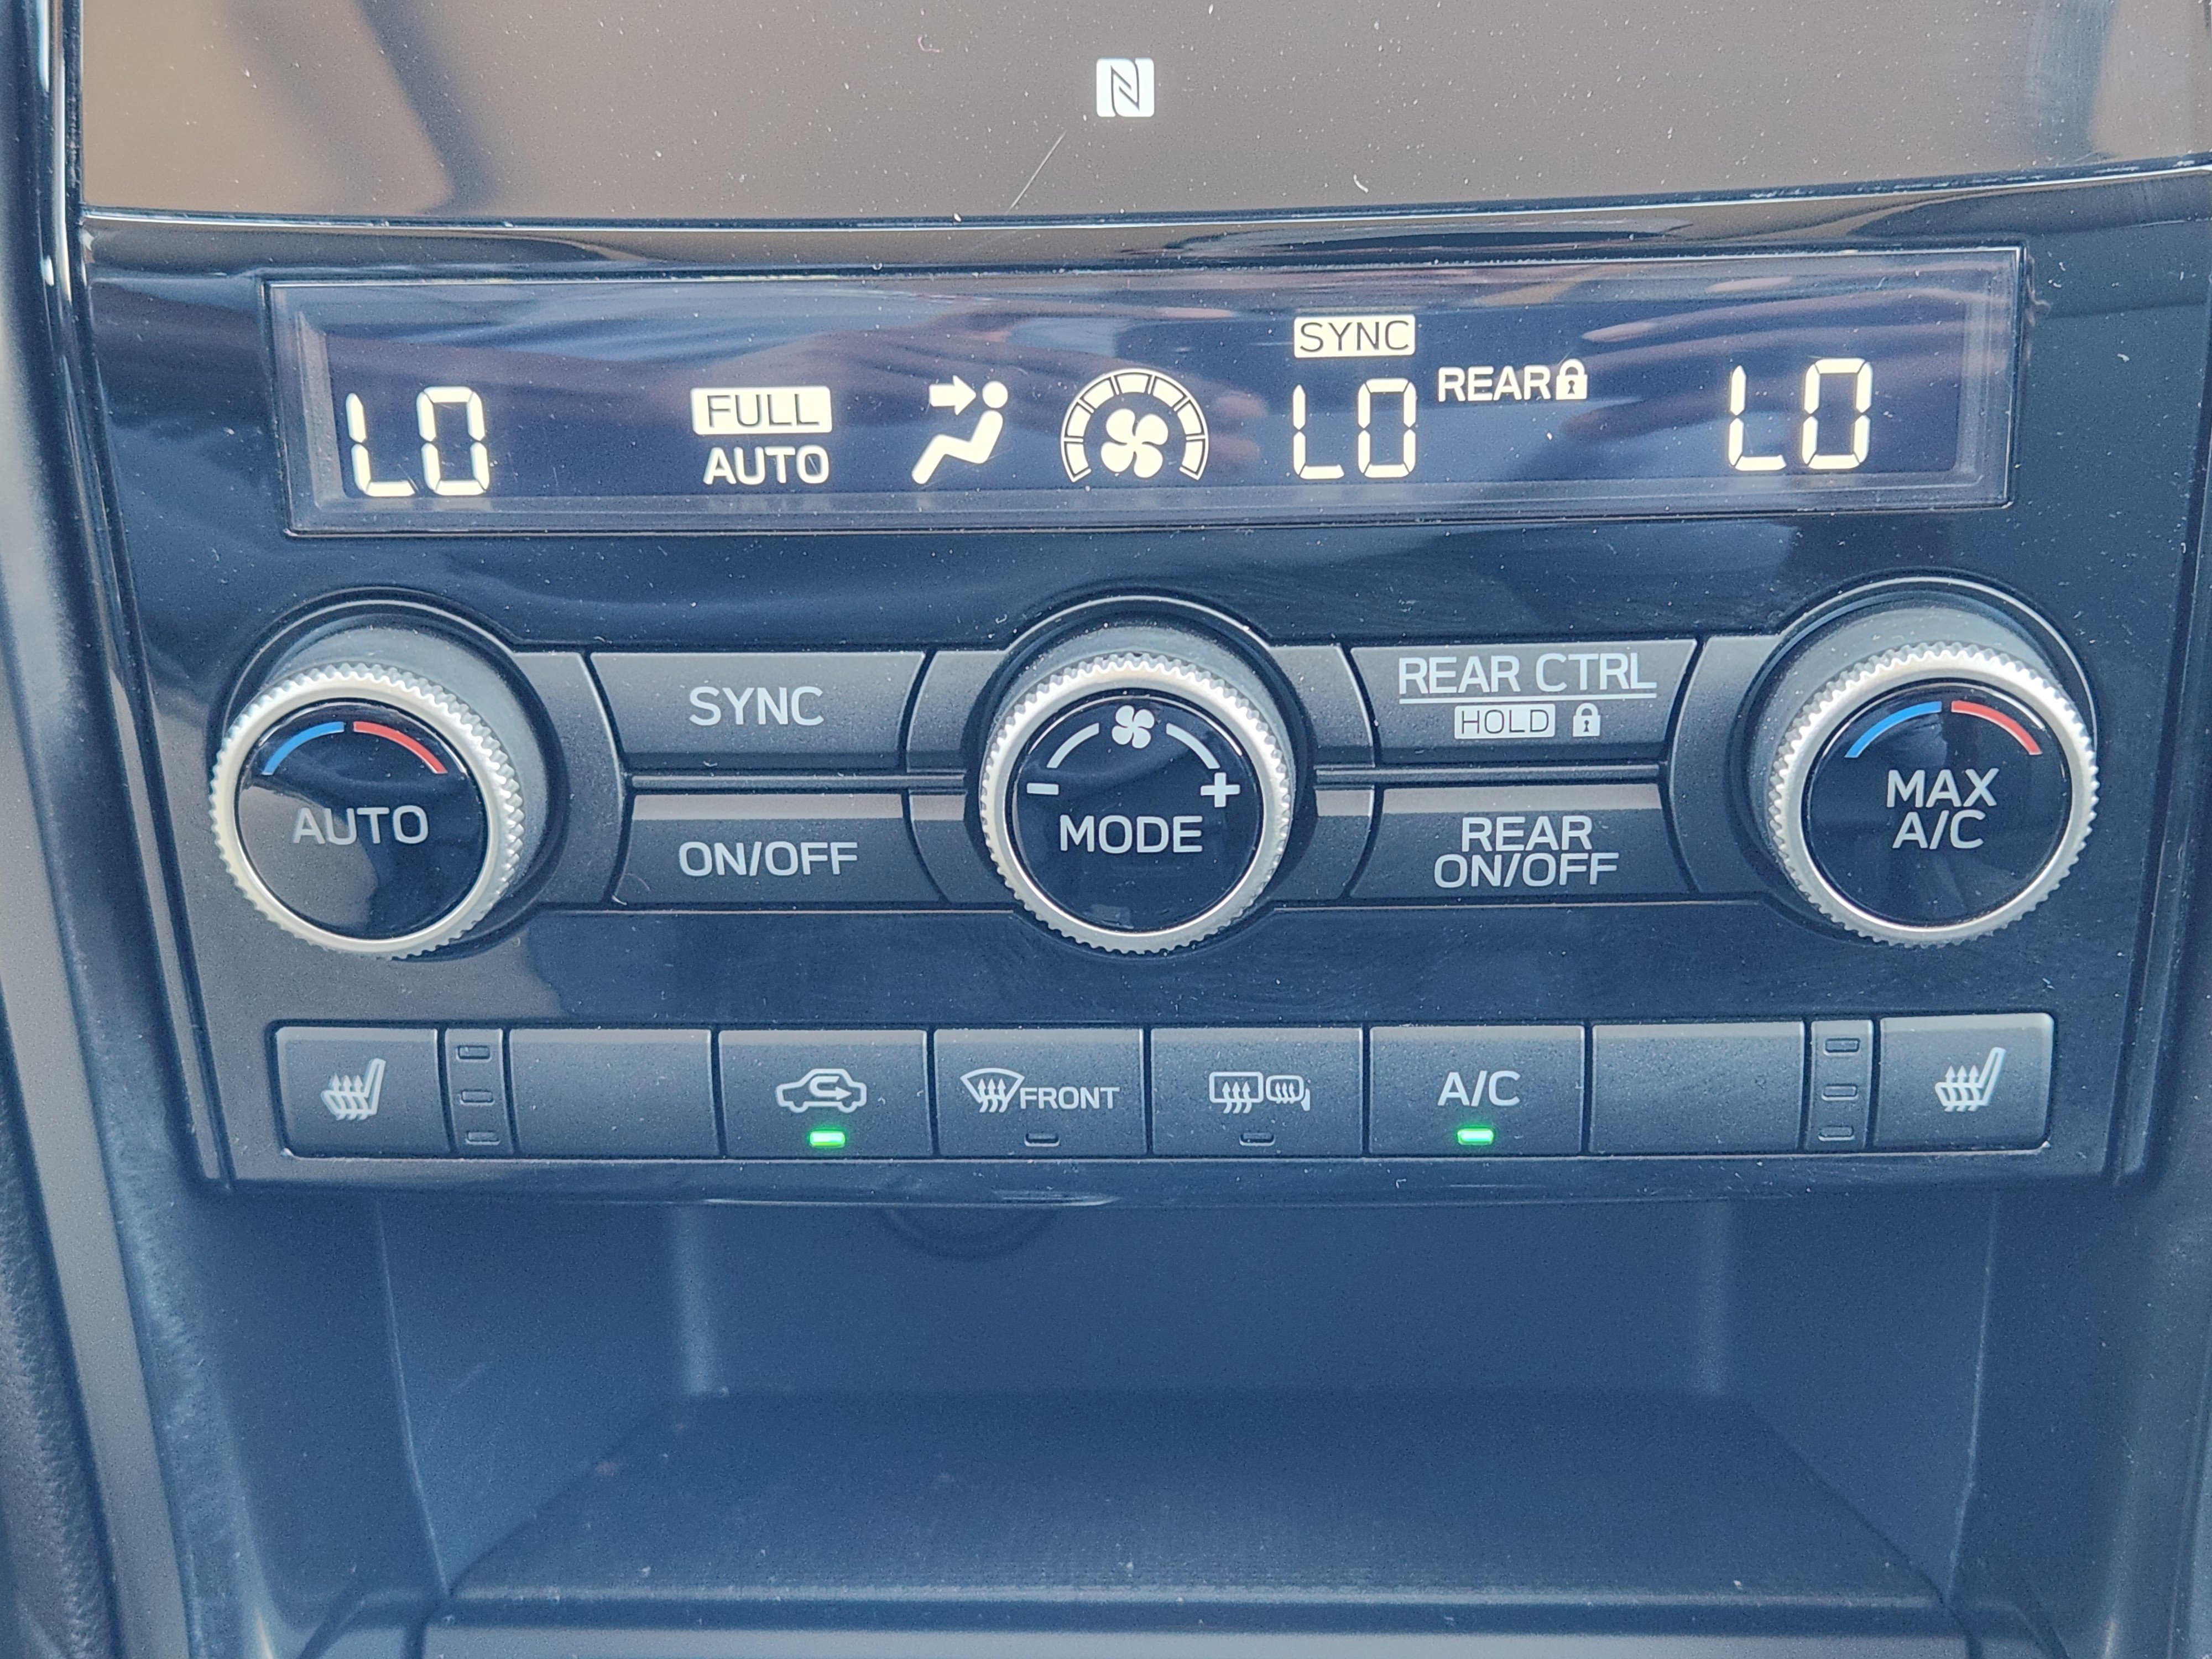 SYNC
LO FULL LO REAR LO
AUTO
SYNC REAR CTRL
HOLD
AUTO ON/OFF MODE REAR ON/OFF MAX A/C
FRONT A/C